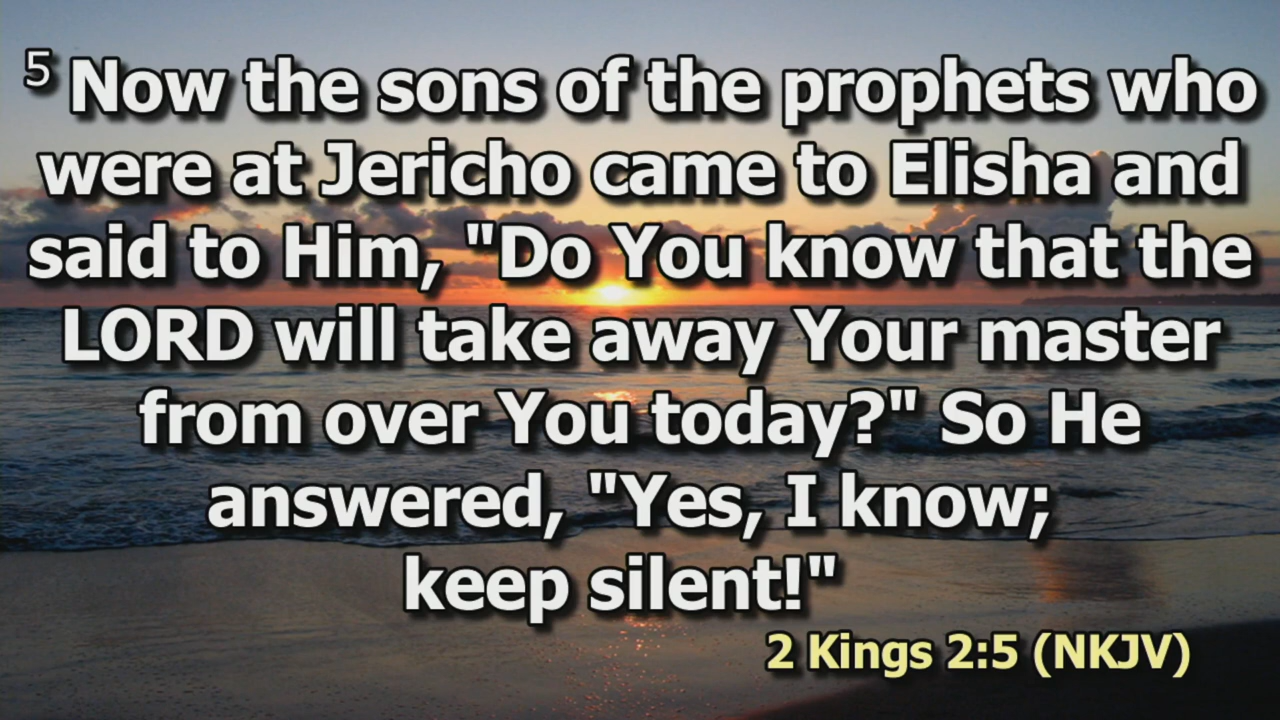 5 Now the sons of the prophets who
were at Jericho came to Elisha and
said to Him, "Do You know that the
LORD will take away Your master
from over You today?" So He
answered, "Yes, I know;
keep silent!"
2 Kings 2:5 (NKJV)